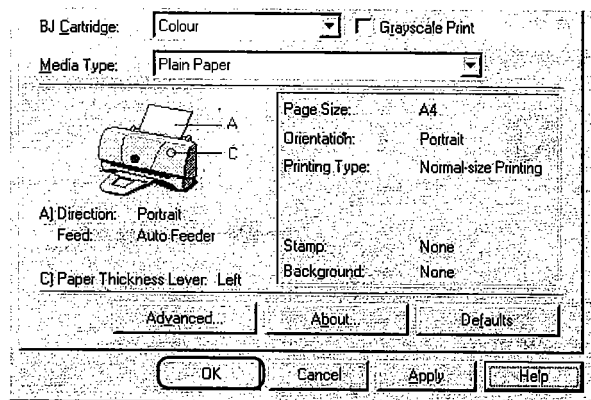 BJ Cartridge: Colour Grayscale Print
Media Type: Plain Paper
A
C
A) Direction: Portrait
Feed: Auto Feeder
C) Paper Thickness Lever: Left
Page Size: A4
Orientation: Portrait
Printing Type: Normal-size Printing
Stamp: None
Background: None
Advanced... About... Defaults
OK Cancel Apply Help